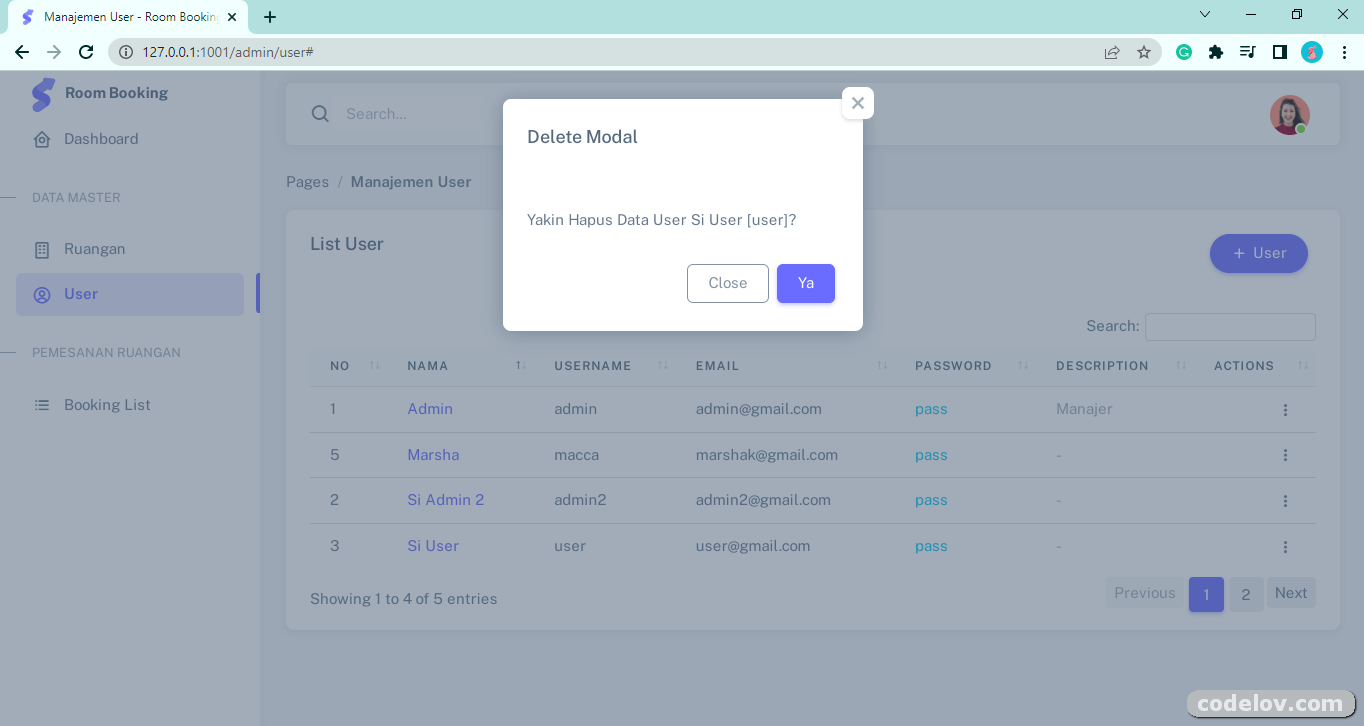 Manajemen User - Room Booking
127.0.0.1:1001/admin/user#
Room Booking
Search...
Dashboard
DATA MASTER
Ruangan
User
PEMESANAN RUANGAN
Booking List
Pages / Manajemen User
Delete Modal
Yakin Hapus Data User Si User [user]?
Close Ya
List User
+ User
Search:
NO NAMA USERNAME EMAIL PASSWORD DESCRIPTION ACTIONS
1 Admin admin admin@gmail.com pass Manajer
5 Marsha macca marshak@gmail.com pass -
2 Si Admin 2 admin2 admin2@gmail.com pass -
3 Si User user user@gmail.com pass -
Showing 1 to 4 of 5 entries
Previous 1 2 Next
codelov.com